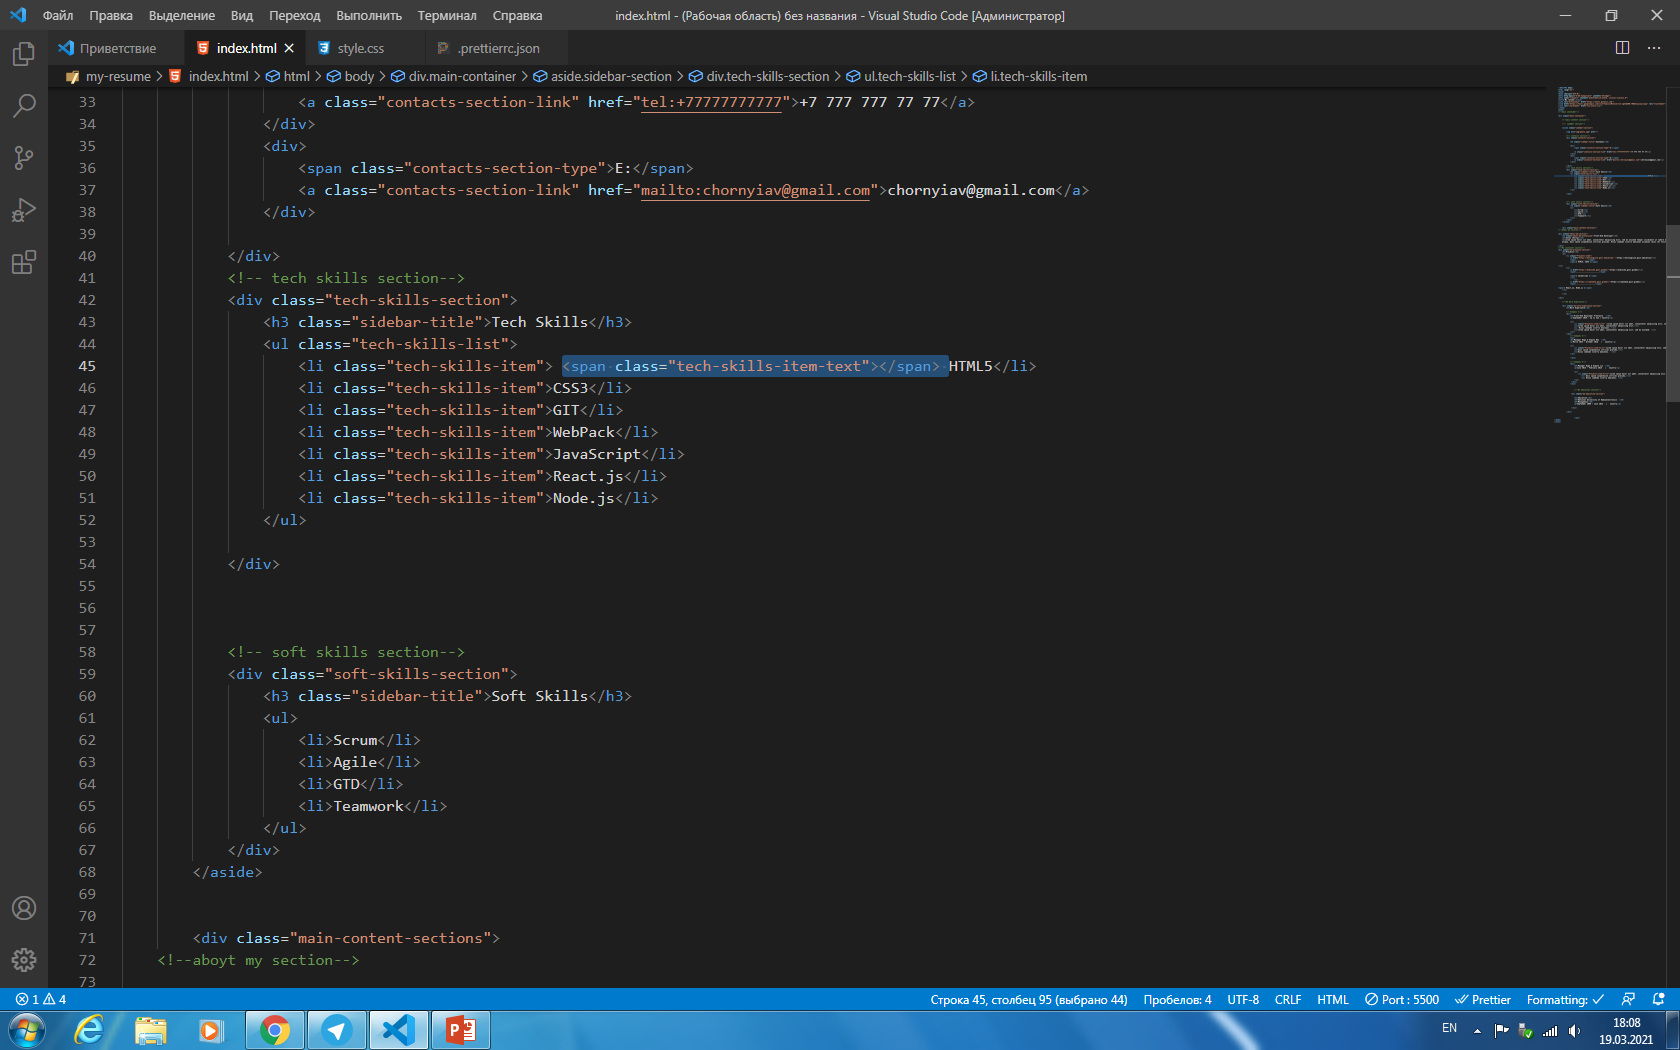 Файл Правка Выделение Вид Переход Выполнить Терминал Справка index.html - (Рабочая область) без названия - Visual Studio Code [Администратор]
Приветствие index.html style.css .prettierrc.json
my-resume > index.html > html > body > div.main-container > aside.sidebar-section > div.tech-skills-section > ul.tech-skills-list > li.tech-skills-item
33 <a class="contacts-section-link" href="tel:+77777777777">+7 777 777 77 77</a>
34 </div>
35 <div>
36 <span class="contacts-section-type">E:</span>
37 <a class="contacts-section-link" href="mailto:chornyiav@gmail.com">chornyiav@gmail.com</a>
38 </div>
39
40 </div>
41 <!-- tech skills section-->
42 <div class="tech-skills-section">
43 <h3 class="sidebar-title">Tech Skills</h3>
44 <ul class="tech-skills-list">
45 <li class="tech-skills-item"> <span class="tech-skills-item-text"></span> HTML5</li>
46 <li class="tech-skills-item">CSS3</li>
47 <li class="tech-skills-item">GIT</li>
48 <li class="tech-skills-item">WebPack</li>
49 <li class="tech-skills-item">JavaScript</li>
50 <li class="tech-skills-item">React.js</li>
51 <li class="tech-skills-item">Node.js</li>
52 </ul>
53
54 </div>
55
56
57
58 <!-- soft skills section-->
59 <div class="soft-skills-section">
60 <h3 class="sidebar-title">Soft Skills</h3>
61 <ul>
62 <li>Scrum</li>
63 <li>Agile</li>
64 <li>GTD</li>
65 <li>Teamwork</li>
66 </ul>
67 </div>
68 </aside>
69
70
71 <div class="main-content-sections">
72 <!--aboyt my section-->
73
1 4 Строка 45, столбец 95 (выбрано 44) Пробелов: 4 UTF-8 CRLF HTML Port : 5500 Prettier Formatting:
EN 18:08
19.03.2021